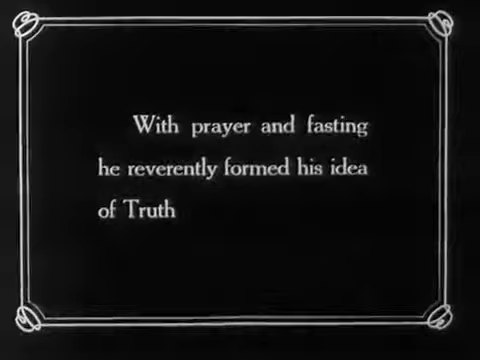 With prayer and fasting
he reverently formed his idea
of Truth